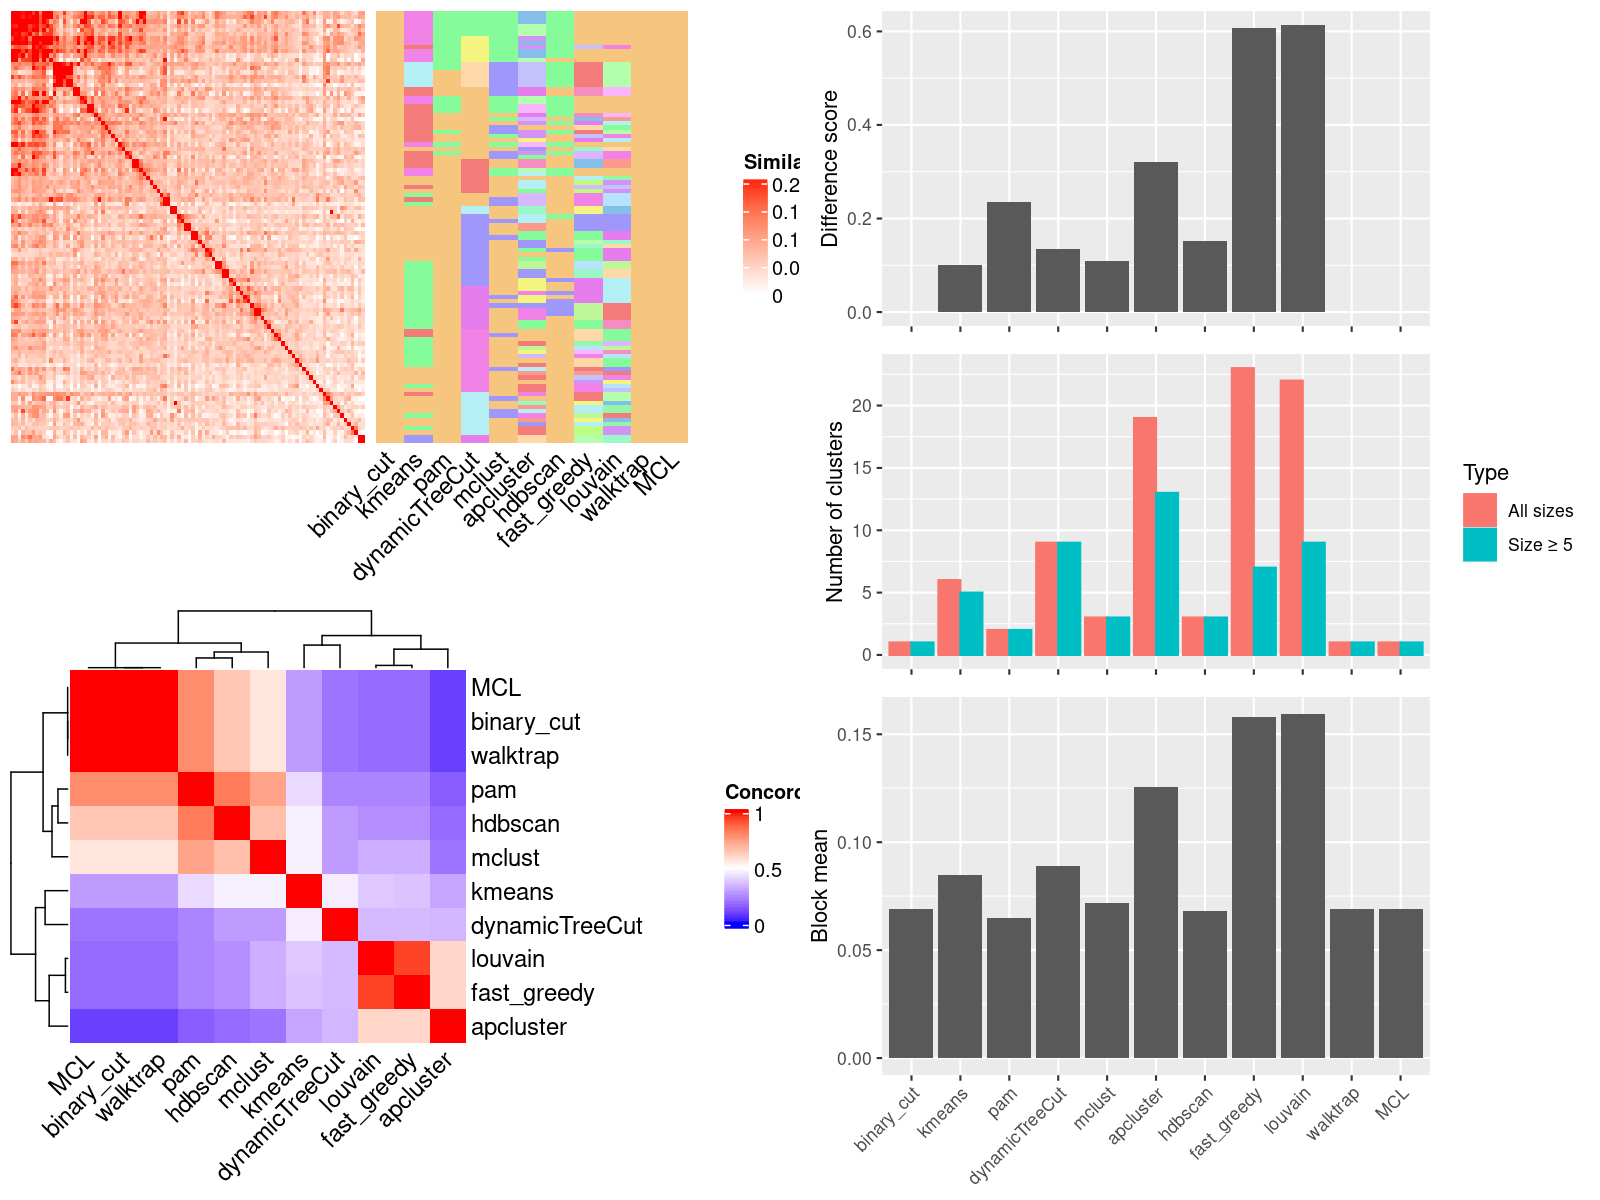 Simila
0.2
0.1
0.1
0.0
0
binary_cut
kmeans
pam
dynamicTreeCut
mclust
apcluster
hdbscan
fast_greedy
louvain
walktrap
MCL
MCL
binary_cut
walktrap
pam
hdbscan
mclust
kmeans
dynamicTreeCut
louvain
fast_greedy
apcluster
Concord
1
0.5
0
MCL
binary_cut
walktrap
pam
hdbscan
mclust
kmeans
dynamicTreeCut
louvain
fast_greedy
apcluster
Difference score
0.6
0.4
0.2
0.0
Number of clusters
20
15
10
5
0
Type
All sizes
Size ≥ 5
Block mean
0.15
0.10
0.05
0.00
binary_cut
kmeans
pam
dynamicTreeCut
mclust
apcluster
hdbscan
fast_greedy
louvain
walktrap
MCL